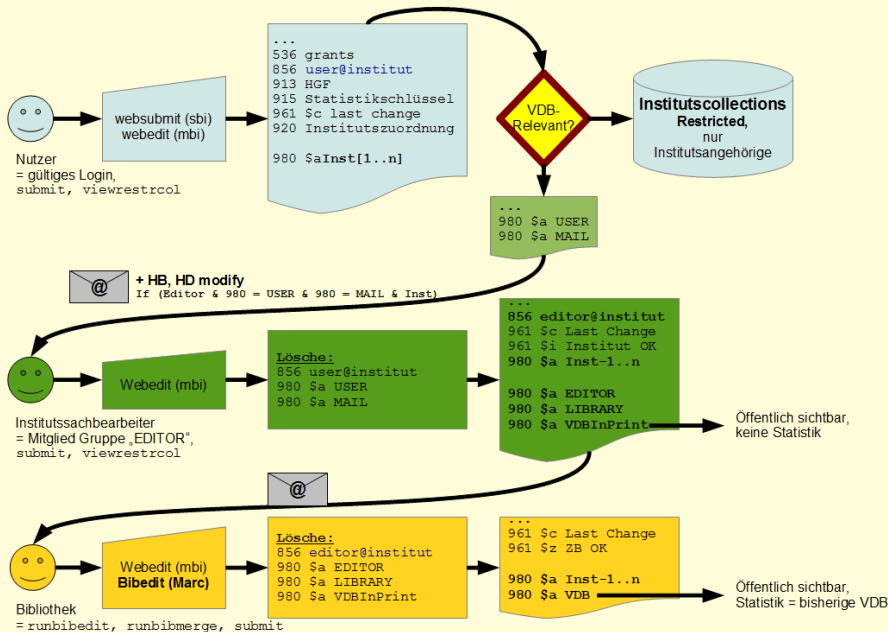 ...
536 grants
856 user@institut
913 HGF
915 Statistikschlüssel
961 $c last change
920 Institutszuordnung
980 $aInst[1..n]
websubmit (sbi)
webedit (mbi)
Nutzer
= gültiges Login,
submit, viewrestrcol
VDB-
Relevant?
Institutscollections
Restricted,
nur
Institutsangehörige
...
980 $a USER
980 $a MAIL
@
+ HB, HD modify
If (Editor & 980 = USER & 980 = MAIL & Inst)
Webedit (mbi)
Institutssachbearbeiter
= Mitglied Gruppe „EDITOR",
submit, viewrestrcol
Lösche:
856 user@institut
980 $a USER
980 $a MAIL
...
856 editor@institut
961 $c Last Change
961 $i Institut OK
980 $a Inst-1..n
980 $a EDITOR
980 $a LIBRARY
980 $a VDBInPrint
Öffentlich sichtbar,
keine Statistik
@
Webedit (mbi)
Bibedit (Marc)
Bibliothek
= runbibedit, runbibmerge, submit
Lösche:
856 editor@institut
980 $a EDITOR
980 $a LIBRARY
980 $a VDBInPrint
...
961 $c Last Change
961 $z ZB OK
980 $a Inst-1..n
980 $a VDB
Öffentlich sichtbar,
Statistik = bisherige VDB